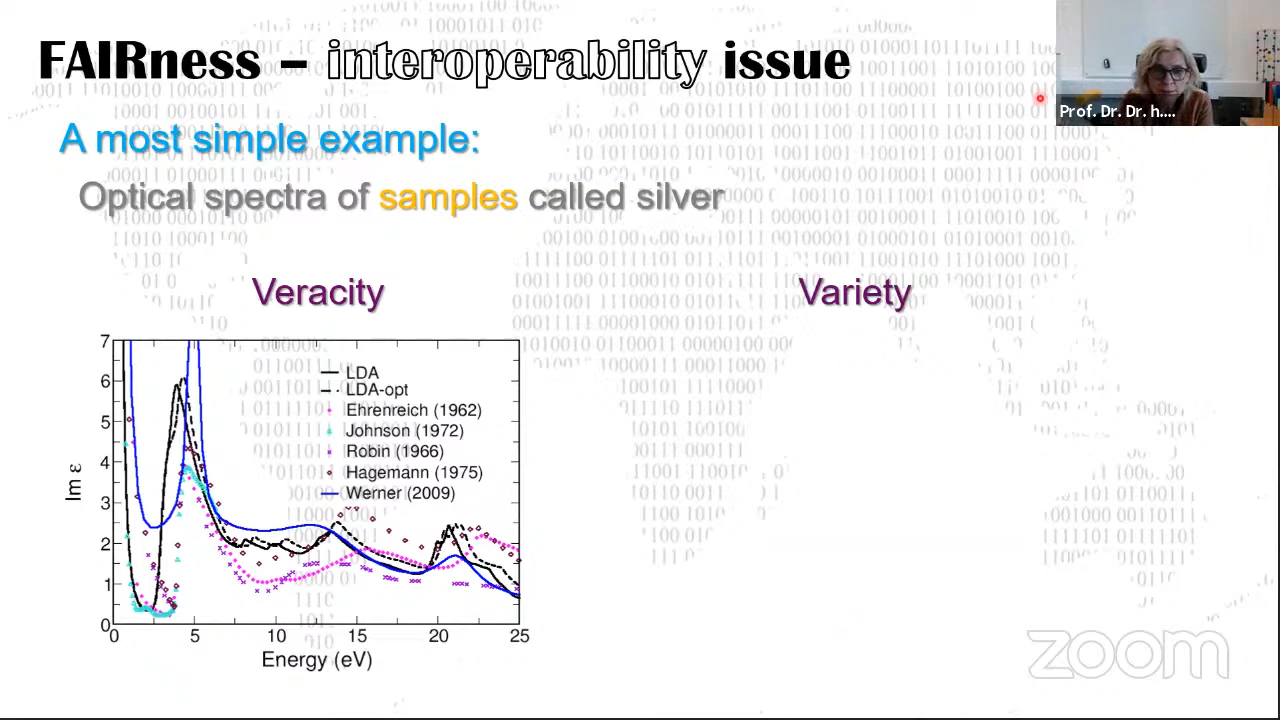 FAIRness – interoperability issue
Prof. Dr. Dr. h....
A most simple example:
Optical spectra of samples called silver
Veracity
Variety
7
6
5
4
3
2
1
0
Im ε
LDA
LDA-opt
Ehrenreich (1962)
Johnson (1972)
Robin (1966)
Hagemann (1975)
Werner (2009)
0 5 10 15 20 25
Energy (eV)
zoom